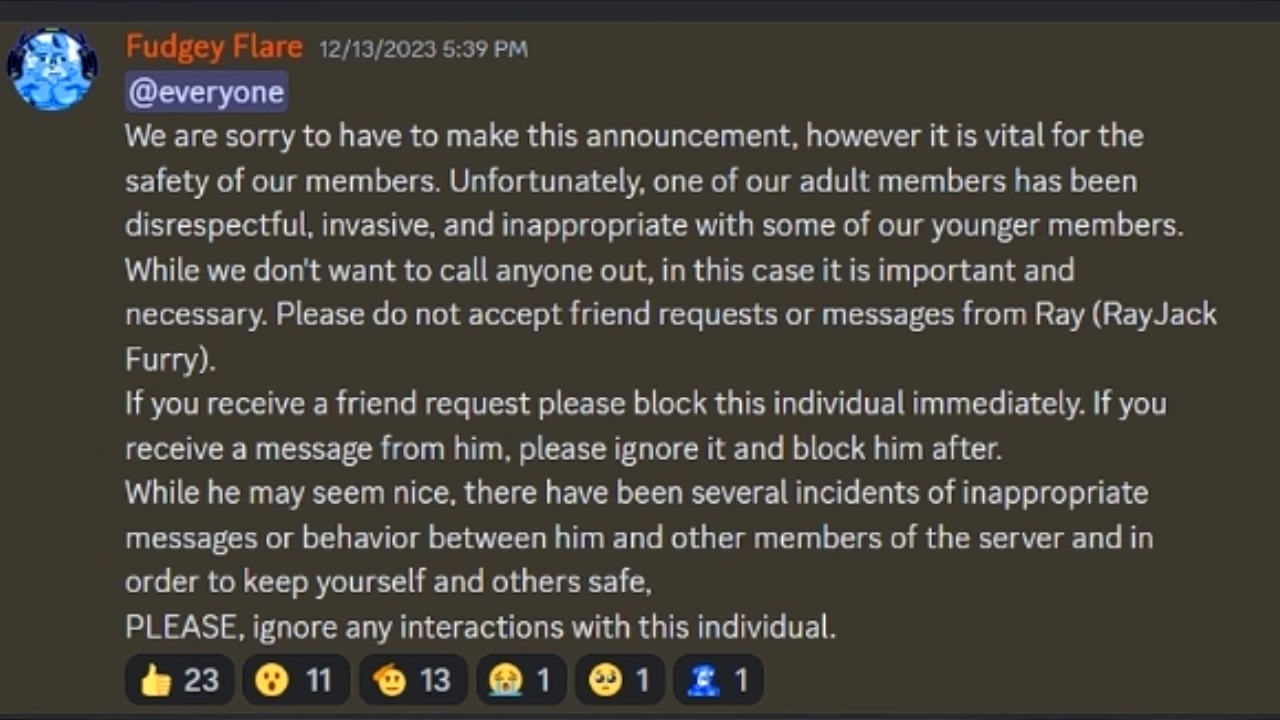 Fudgey Flare 12/13/2023 5:39 PM
@everyone
We are sorry to have to make this announcement, however it is vital for the
safety of our members. Unfortunately, one of our adult members has been
disrespectful, invasive, and inappropriate with some of our younger members.
While we don't want to call anyone out, in this case it is important and
necessary. Please do not accept friend requests or messages from Ray (RayJack
Furry).
If you receive a friend request please block this individual immediately. If you
receive a message from him, please ignore it and block him after.
While he may seem nice, there have been several incidents of inappropriate
messages or behavior between him and other members of the server and in
order to keep yourself and others safe,
PLEASE, ignore any interactions with this individual.
23 11 13 1 1 1